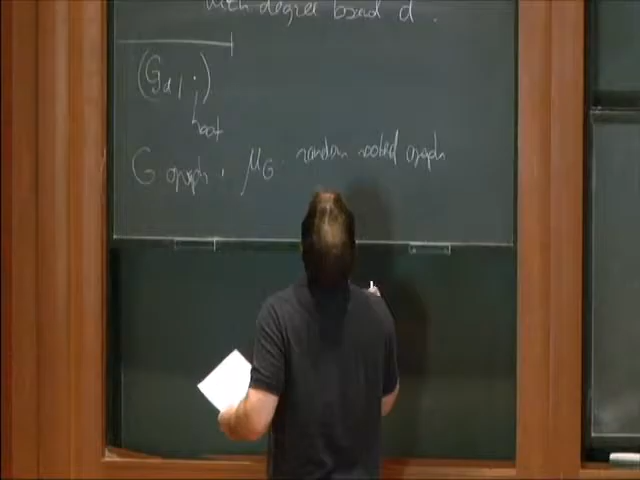 with degree bound d.
(G_d, ·)
root
G graph, μ_G random rooted graph